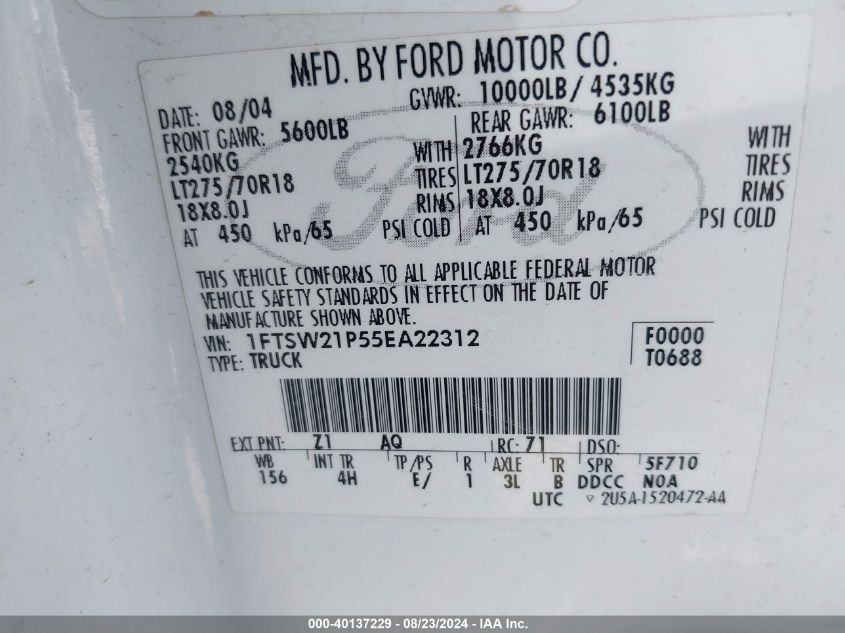 MFD. BY FORD MOTOR CO.
DATE: 08/04 GVWR: 10000LB/ 4535KG
FRONT GAWR: 5600LB REAR GAWR: 6100LB
2540KG WITH 2766KG WITH
LT275/70R18 TIRES LT275/70R18 TIRES
18X8.0J RIMS 18X8.0J RIMS
AT 450 kPa/65 PSI COLD AT 450 kPa/65 PSI COLD
Ford
THIS VEHICLE CONFORMS TO ALL APPLICABLE FEDERAL MOTOR
VEHICLE SAFETY STANDARDS IN EFFECT ON THE DATE OF
MANUFACTURE SHOWN ABOVE.
VIN: 1FTSW21P55EA22312 F0000
TYPE: TRUCK T0688
EXT PNT: Z1 AQ RC: 71 DSO:
WB INT TR TP/PS R AXLE TR SPR 5F710
156 4H E/ 1 3L B DDCC NOA
UTC ▽ 2U5A-1520472-AA
000-40137229 - 08/23/2024 - IAA Inc.